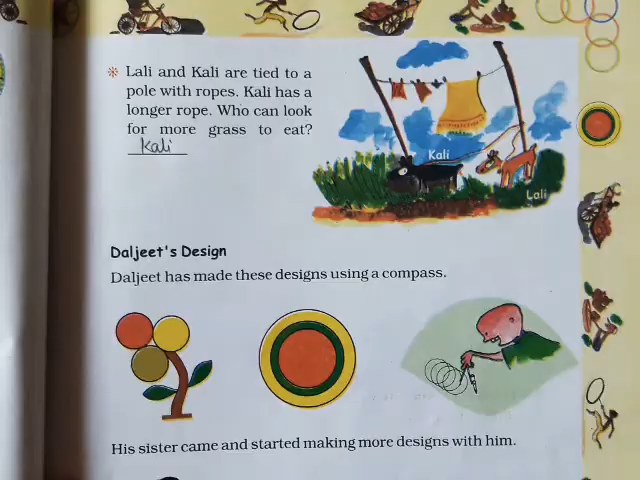 Lali and Kali are tied to a
pole with ropes. Kali has a
longer rope. Who can look
for more grass to eat?
Kali
Kali
Lali
Daljeet's Design
Daljeet has made these designs using a compass.
His sister came and started making more designs with him.